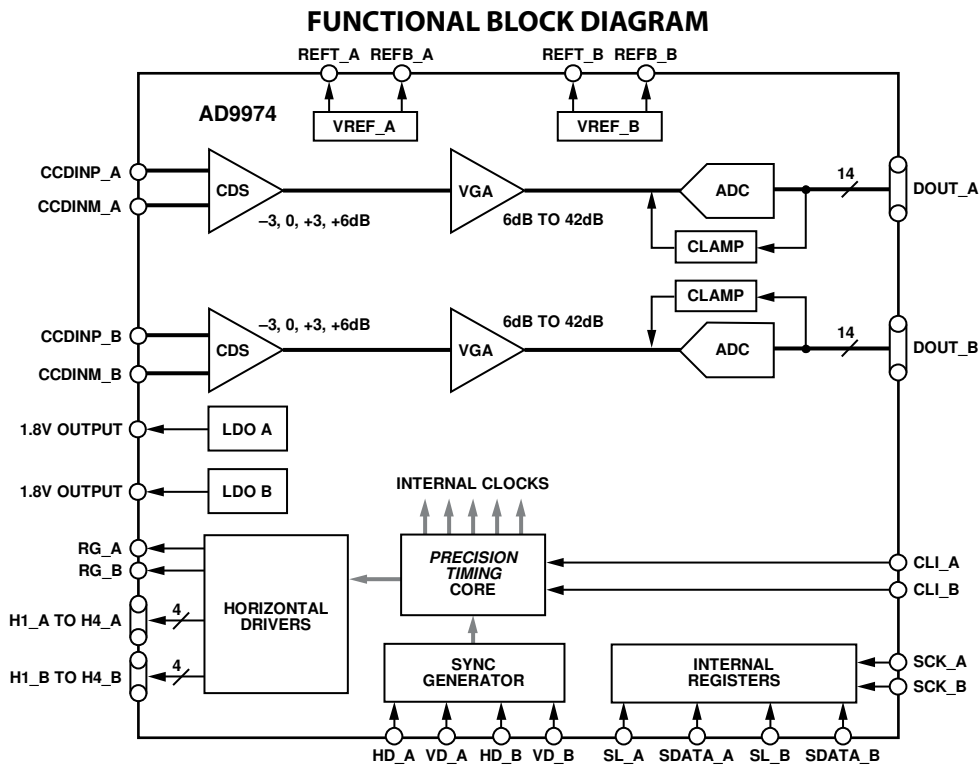 FUNCTIONAL BLOCK DIAGRAM
REFT_A REFB_A
REFT_B REFB_B
AD9974
VREF_A
VREF_B
CCDINP_A
CCDINM_A
CDS
–3, 0, +3, +6dB
VGA
6dB TO 42dB
ADC
14
DOUT_A
CLAMP
CLAMP
CCDINP_B
CCDINM_B
CDS
–3, 0, +3, +6dB
VGA
6dB TO 42dB
ADC
14
DOUT_B
1.8V OUTPUT
LDO A
1.8V OUTPUT
LDO B
INTERNAL CLOCKS
RG_A
RG_B
H1_A TO H4_A
4
H1_B TO H4_B
4
HORIZONTAL
DRIVERS
PRECISION
TIMING
CORE
CLI_A
CLI_B
SYNC
GENERATOR
INTERNAL
REGISTERS
SCK_A
SCK_B
HD_A VD_A HD_B VD_B
SL_A SDATA_A SL_B SDATA_B